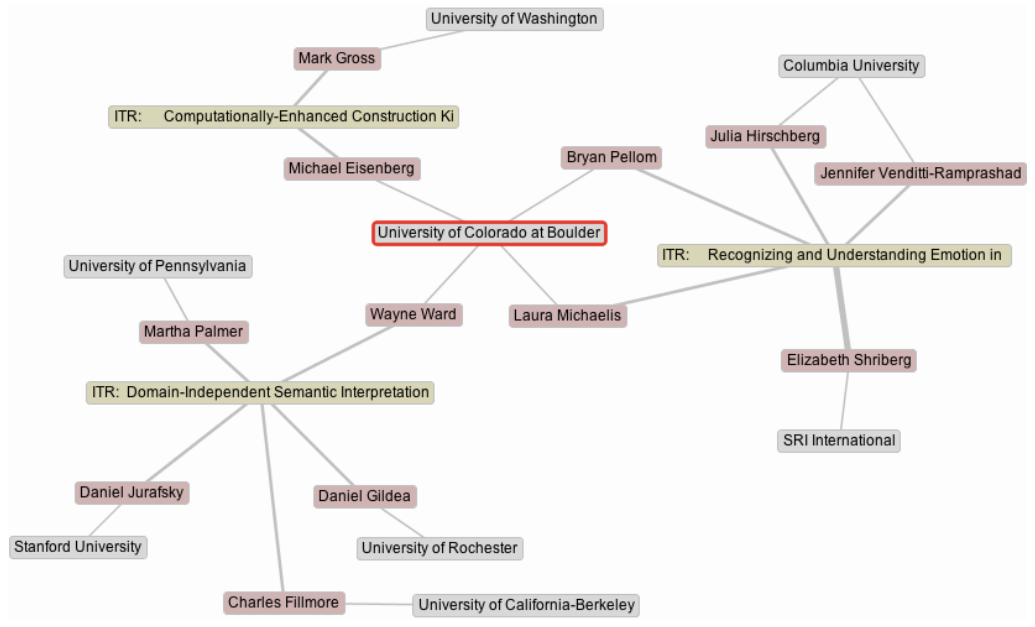 University of Washington
Mark Gross
Columbia University
ITR: Computationally-Enhanced Construction Ki
Julia Hirschberg
Bryan Pellom
Michael Eisenberg
Jennifer Venditti-Ramprashad
University of Colorado at Boulder
ITR: Recognizing and Understanding Emotion in
University of Pennsylvania
Wayne Ward
Laura Michaelis
Martha Palmer
Elizabeth Shriberg
ITR: Domain-Independent Semantic Interpretation
SRI International
Daniel Jurafsky
Daniel Gildea
Stanford University
University of Rochester
Charles Fillmore
University of California-Berkeley